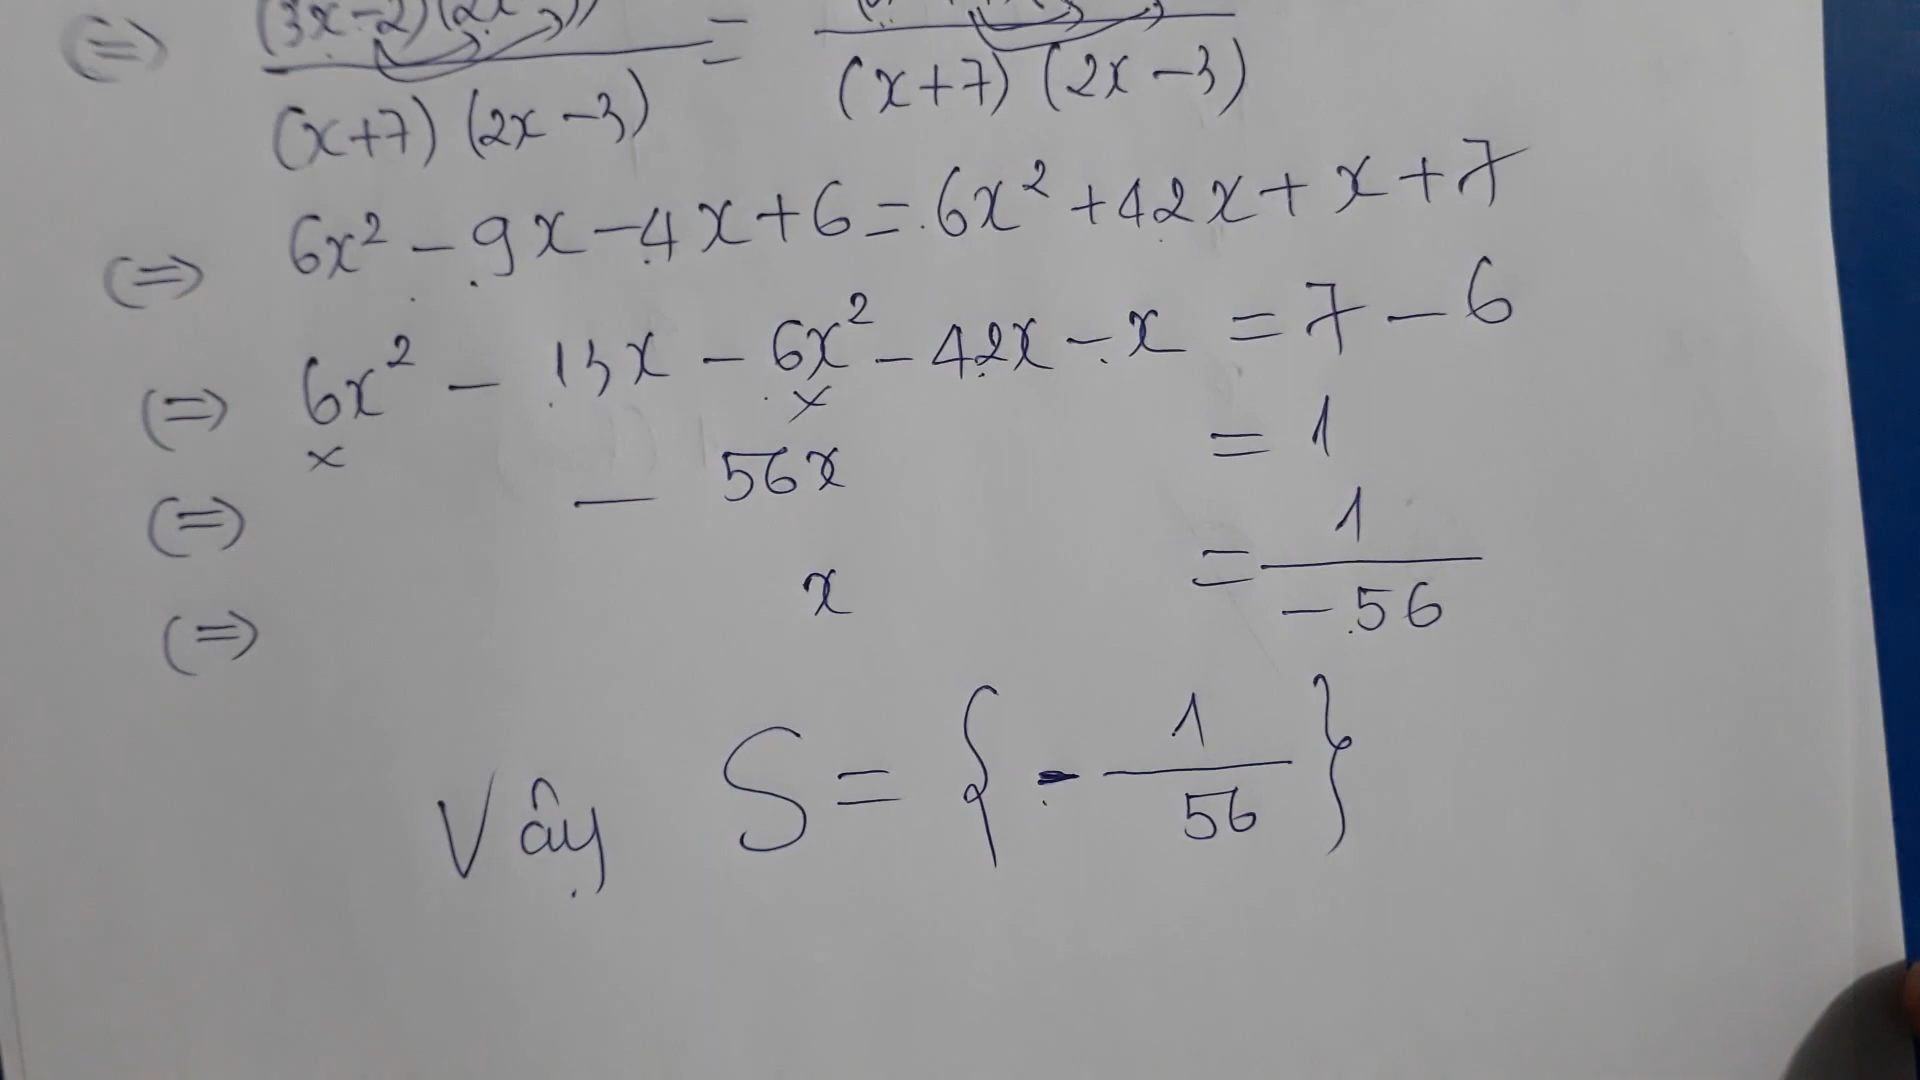 ⇔ (3x-2)(2x =
(x+7) (2x-3) (x+7) (2x-3)
⇔ 6x² - 9x - 4x + 6 = 6x² + 42x + x + 7
⇔ 6x² - 13x - 6x² - 42x - x = 7 - 6
⇔ - 56x = 1
⇔ x = 1/-56
Vậy S = { - 1/56 }